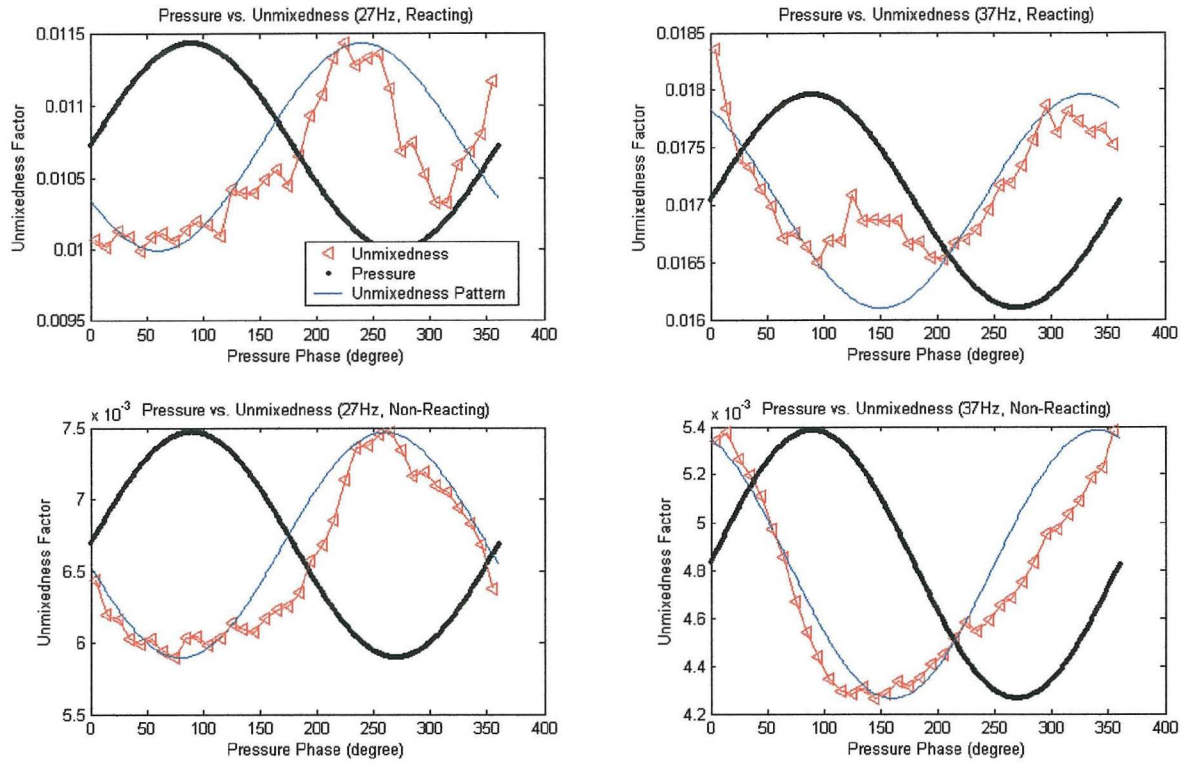 Pressure vs. Unmixedness (27Hz, Reacting)
Unmixedness Factor
0.0115
0.011
0.0105
0.01
0.0095
Unmixedness
Pressure
Unmixedness Pattern
0 50 100 150 200 250 300 350 400
Pressure Phase (degree)
Pressure vs. Unmixedness (37Hz, Reacting)
Unmixedness Factor
0.0185
0.018
0.0175
0.017
0.0165
0.016
0 50 100 150 200 250 300 350 400
Pressure Phase (degree)
x 10⁻³ Pressure vs. Unmixedness (27Hz, Non-Reacting)
Unmixedness Factor
7.5
7
6.5
6
5.5
0 50 100 150 200 250 300 350 400
Pressure Phase (degree)
x 10⁻³ Pressure vs. Unmixedness (37Hz, Non-Reacting)
Unmixedness Factor
5.4
5.2
5
4.8
4.6
4.4
4.2
0 50 100 150 200 250 300 350 400
Pressure Phase (degree)